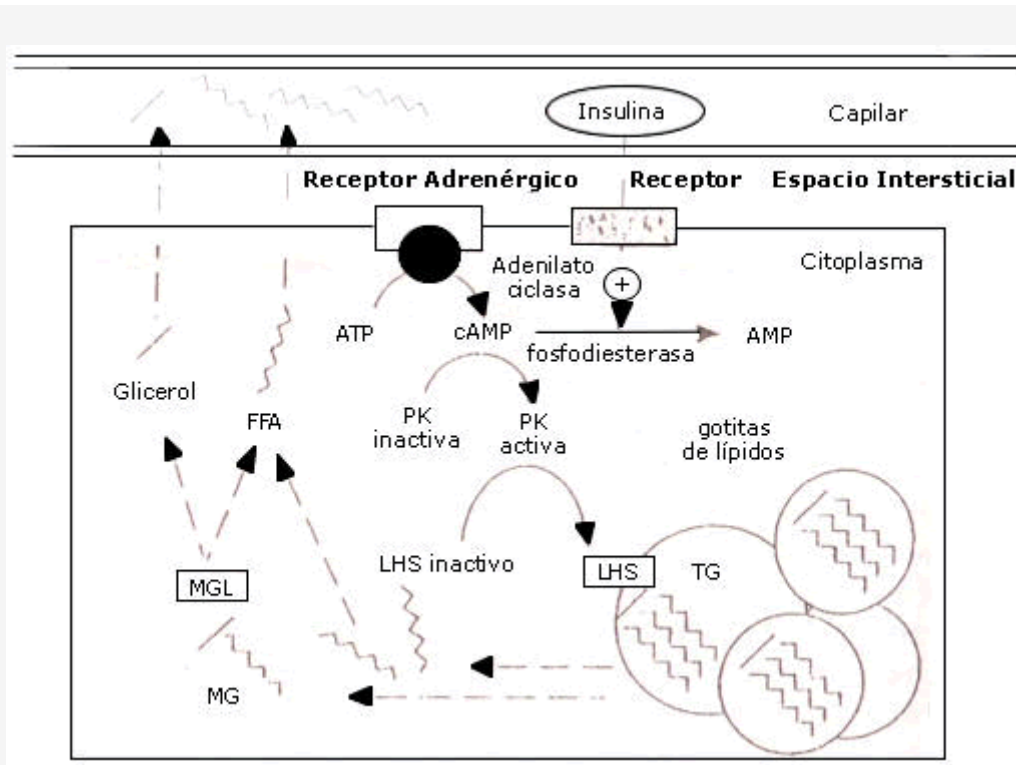 Insulina
Capilar
Receptor Adrenérgico
Receptor
Espacio Intersticial
Adenilato
ciclasa
+
Citoplasma
ATP
cAMP
fosfodiesterasa
AMP
Glicerol
FFA
PK
inactiva
PK
activa
gotitas
de lípidos
LHS inactivo
LHS
TG
MGL
MG